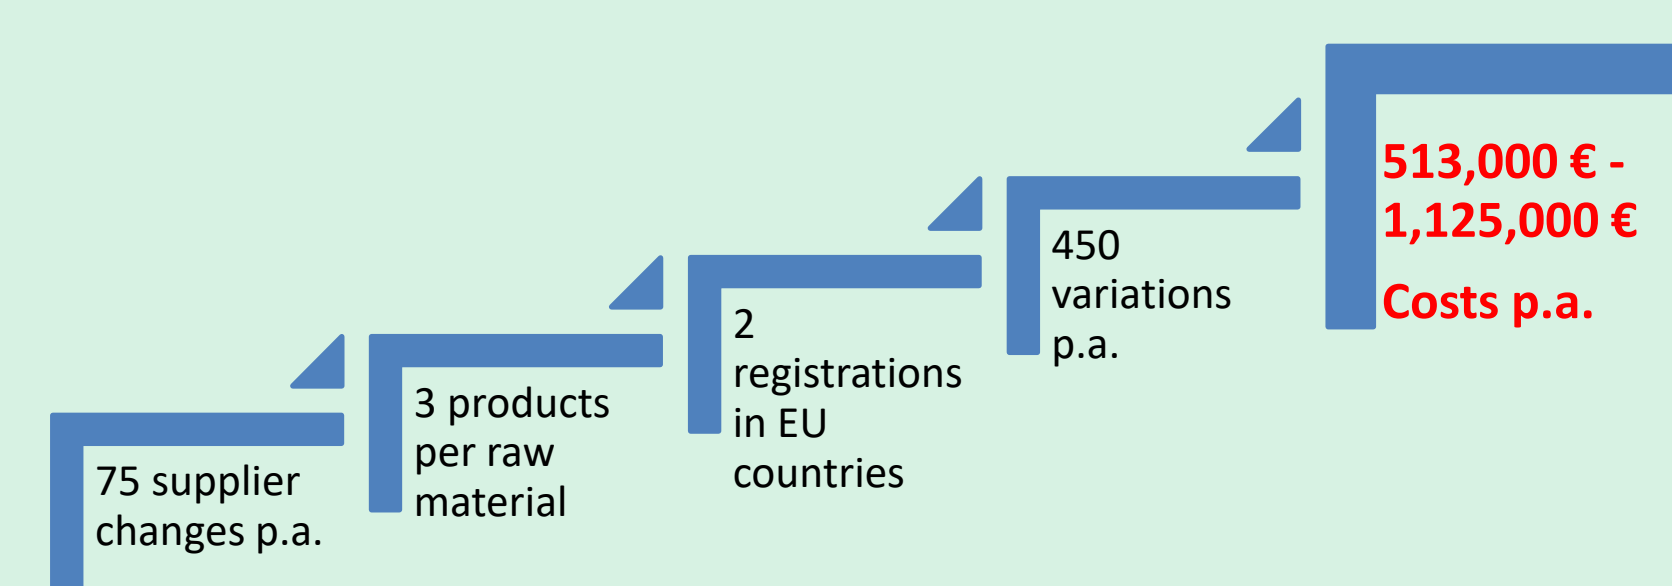 75 supplier
changes p.a.
3 products
per raw
material
2
registrations
in EU
countries
450
variations
p.a.
513,000 € -
1,125,000 €
Costs p.a.